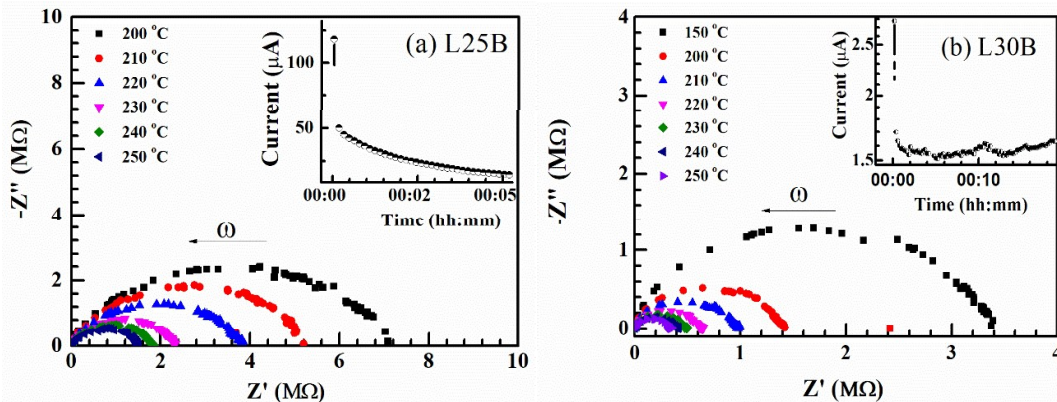 10
8
6
4
2
0
-Z'' (MΩ)
200 °C
210 °C
220 °C
230 °C
240 °C
250 °C
(a) L25B
Current (μA)
100
50
00:00
00:02
00:05
Time (hh:mm)
ω
0
2
4
6
8
10
Z' (MΩ)
4
3
2
1
0
-Z'' (MΩ)
150 °C
200 °C
210 °C
220 °C
230 °C
240 °C
250 °C
(b) L30B
Current (μA)
2.5
2
1.5
00:00
00:10
Time (hh:mm)
ω
0
1
2
3
4
Z' (MΩ)